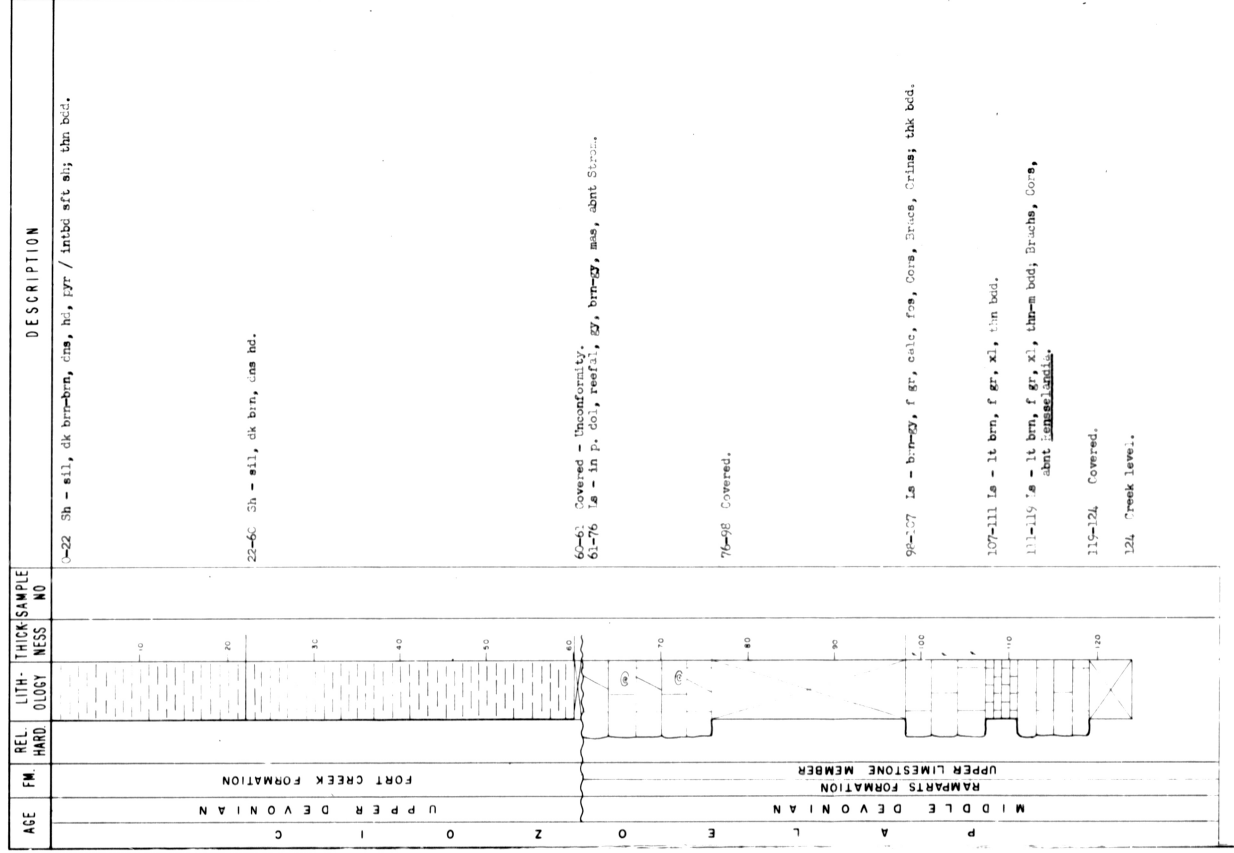 AGE
FM.
REL. HARD.
LITH-OLOGY
THICK-NESS
SAMPLE NO
DESCRIPTION
PALEOZOIC
UPPER DEVONIAN
FORT CREEK FORMATION
MIDDLE DEVONIAN
RAMPARTS FORMATION
UPPER LIMESTONE MEMBER
10
20
30
40
50
60
70
80
90
100
110
120
0-22 Sh - sil, dk brn-brn, dns, hd, pyr / intbd sft sh; thn bdd.
22-60 Sh - sil, dk brn, dns hd.
60-61 Covered - Unconformity.
61-76 Ls - in p. dol, reefal, gy, brn-gy, mas, abnt Strom.
76-98 Covered.
98-107 Ls - brn-gy, f gr, calc, fos, Cors, Bracs, Crins; thk bdd.
107-111 Ls - lt brn, f gr, xl, thn bdd.
111-119 Ls - lt brn, f gr, xl, thn-m bdd; Brachs, Cors,
abnt Rensselandia.
119-124 Covered.
124 Creek level.